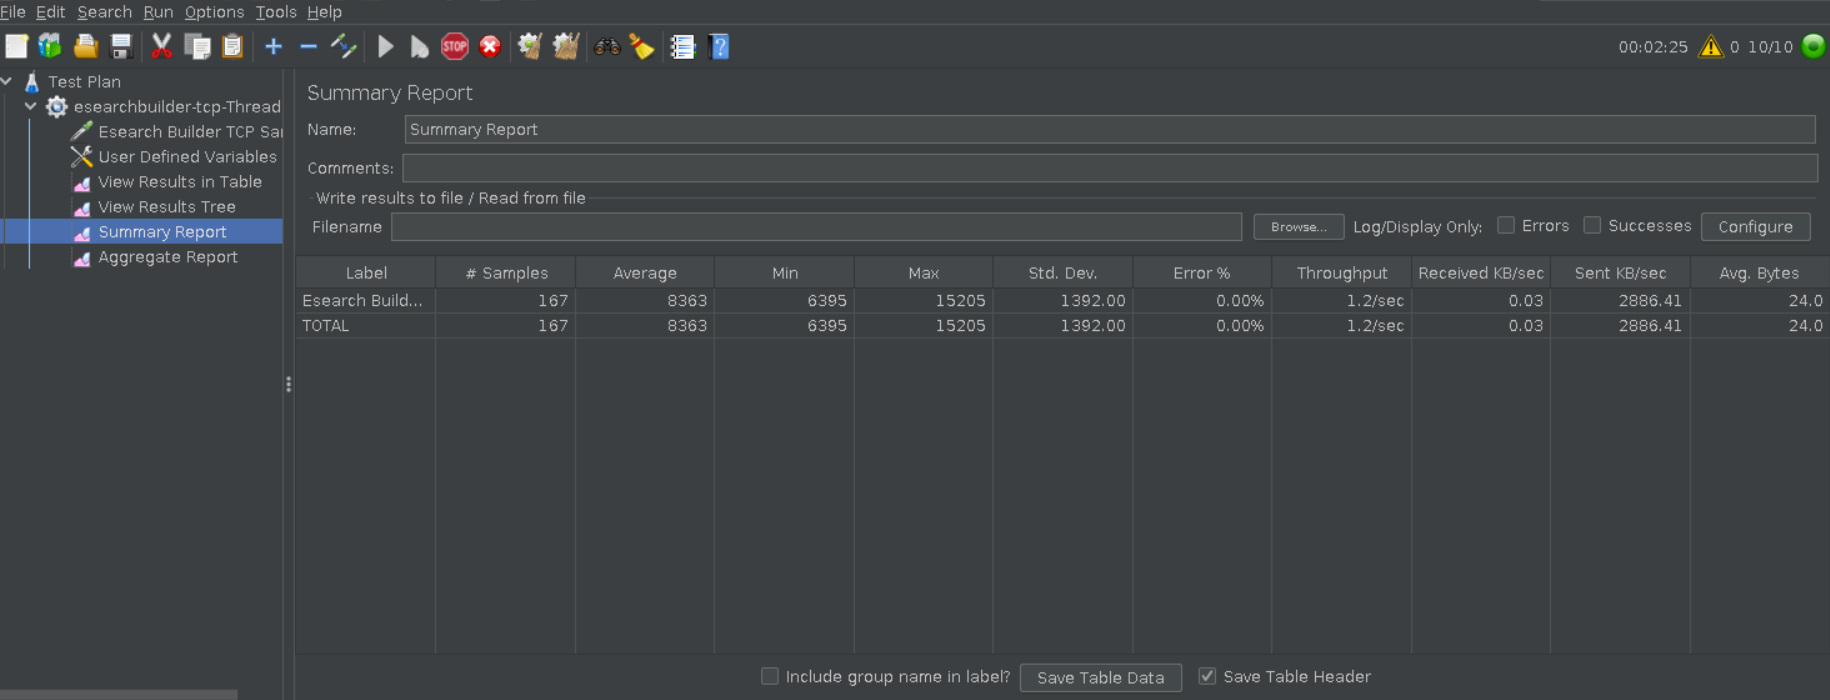 File Edit Search Run Options Tools Help
STOP
?
00:02:25 0 10/10
Test Plan
esearchbuilder-tcp-Thread
Esearch Builder TCP Sa
User Defined Variables
View Results in Table
View Results Tree
Summary Report
Aggregate Report
Summary Report
Name: Summary Report
Comments:
Write results to file / Read from file
Filename Browse... Log/Display Only: Errors Successes Configure
Label # Samples Average Min Max Std. Dev. Error % Throughput Received KB/sec Sent KB/sec Avg. Bytes
Esearch Build... 167 8363 6395 15205 1392.00 0.00% 1.2/sec 0.03 2886.41 24.0
TOTAL 167 8363 6395 15205 1392.00 0.00% 1.2/sec 0.03 2886.41 24.0
Include group name in label? Save Table Data Save Table Header